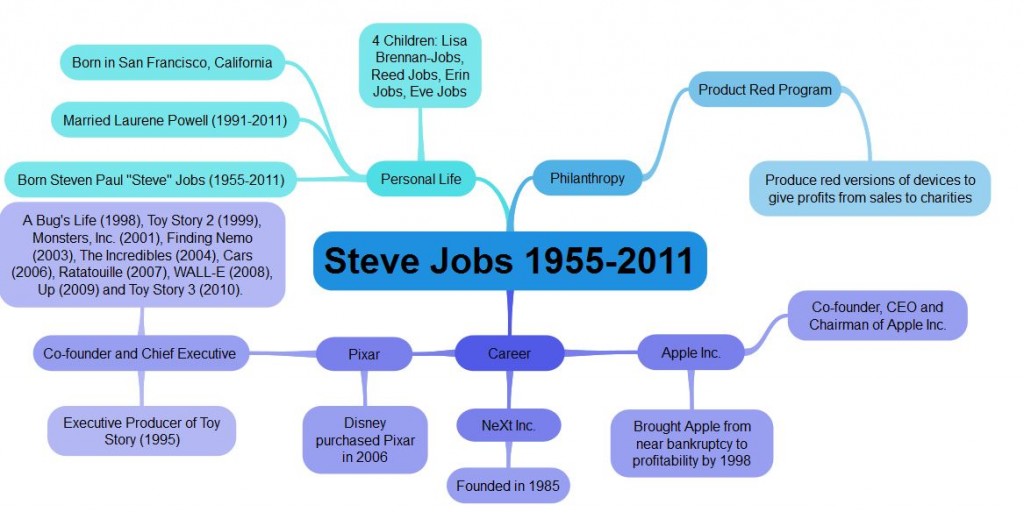 4 Children: Lisa
Brennan-Jobs,
Reed Jobs, Erin
Jobs, Eve Jobs
Born in San Francisco, California
Product Red Program
Married Laurene Powell (1991-2011)
Born Steven Paul "Steve" Jobs (1955-2011)
Personal Life
Philanthropy
Produce red versions of devices to
give profits from sales to charities
A Bug's Life (1998), Toy Story 2 (1999),
Monsters, Inc. (2001), Finding Nemo
(2003), The Incredibles (2004), Cars
(2006), Ratatouille (2007), WALL-E (2008),
Up (2009) and Toy Story 3 (2010).
Steve Jobs 1955-2011
Co-founder, CEO and
Chairman of Apple Inc.
Co-founder and Chief Executive
Pixar
Career
Apple Inc.
Executive Producer of Toy
Story (1995)
Disney
purchased Pixar
in 2006
NeXt Inc.
Brought Apple from
near bankruptcy to
profitability by 1998
Founded in 1985